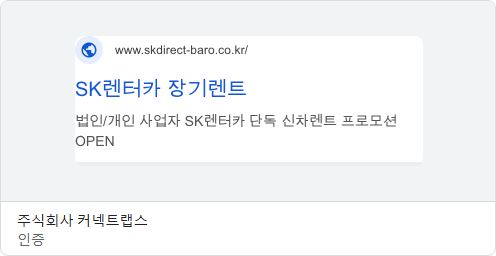 www.skdirect-baro.co.kr/
SK렌터카 장기렌트
법인/개인 사업자 SK렌터카 단독 신차렌트 프로모션
OPEN
주식회사 커넥트랩스
인증